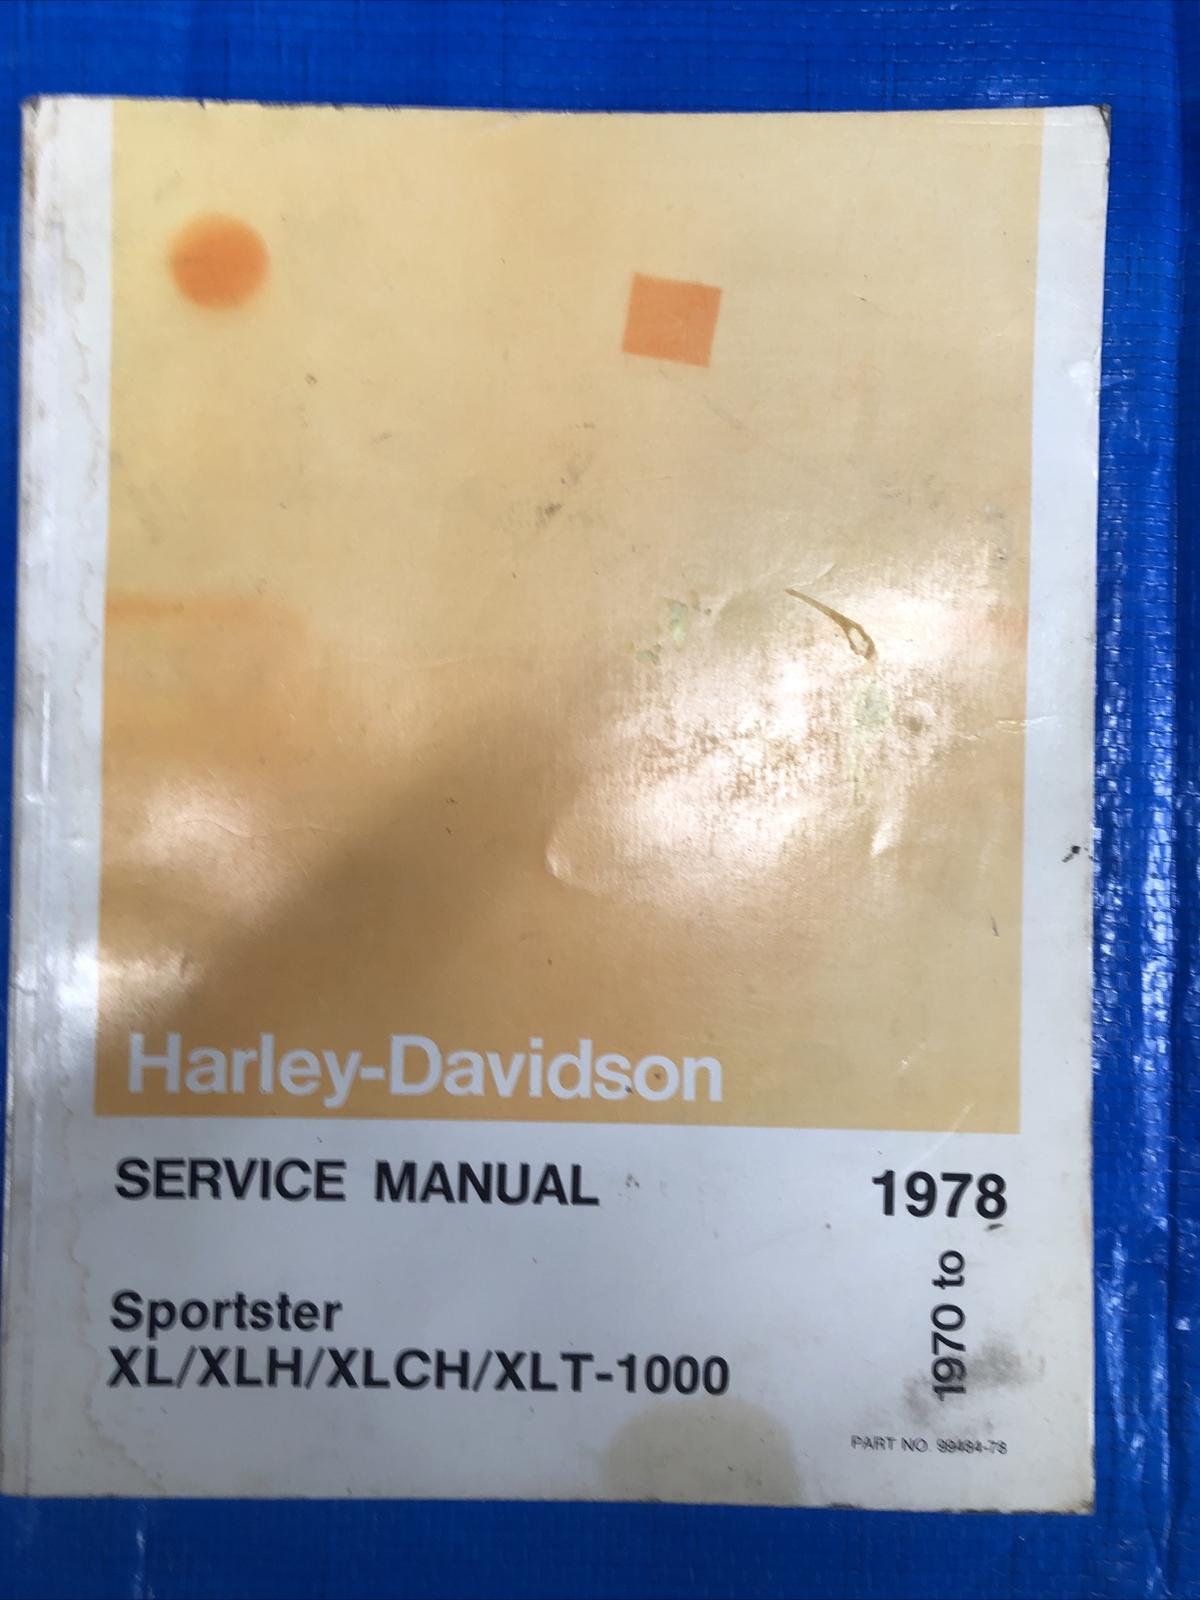 Harley-Davidson
SERVICE MANUAL
1978
1970 to
Sportster
XL/XLH/XLCH/XLT-1000
PART NO. 99484-78